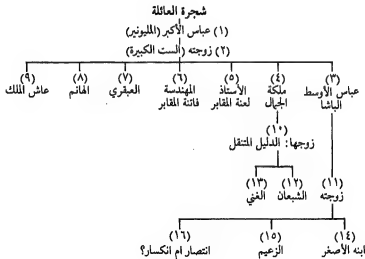 شجرة العائلة
(١) عباس الأكبر (المليونير)
(٢) زوجته (الست الكبيرة)
(٣) (٤) (٥) (٦) (٧) (٨) (٩)
عباس الأوسط ملكة الأستاذ المهندسة العبقري الهانم عاش الملك
الباشا الجمال لعنة المقابر فاتنة المقابر
(١٠)
زوجها: الدليل المتنقل
(١١) (١٢) (١٣)
زوجته الشبعان الغني
(١٤) (١٥) (١٦)
ابنه الأصغر الزعيم انتصار ام انكسار؟